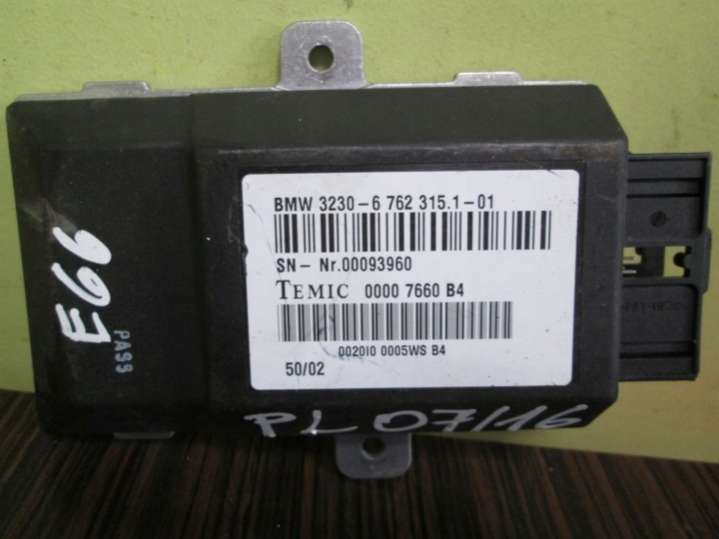 BMW 3230-6 762 315.1-01
SN- Nr.00093960
TEMIC 0000 7660 B4
0020I0 0005WS B4
50/02
PL 07/16
E66
PA99